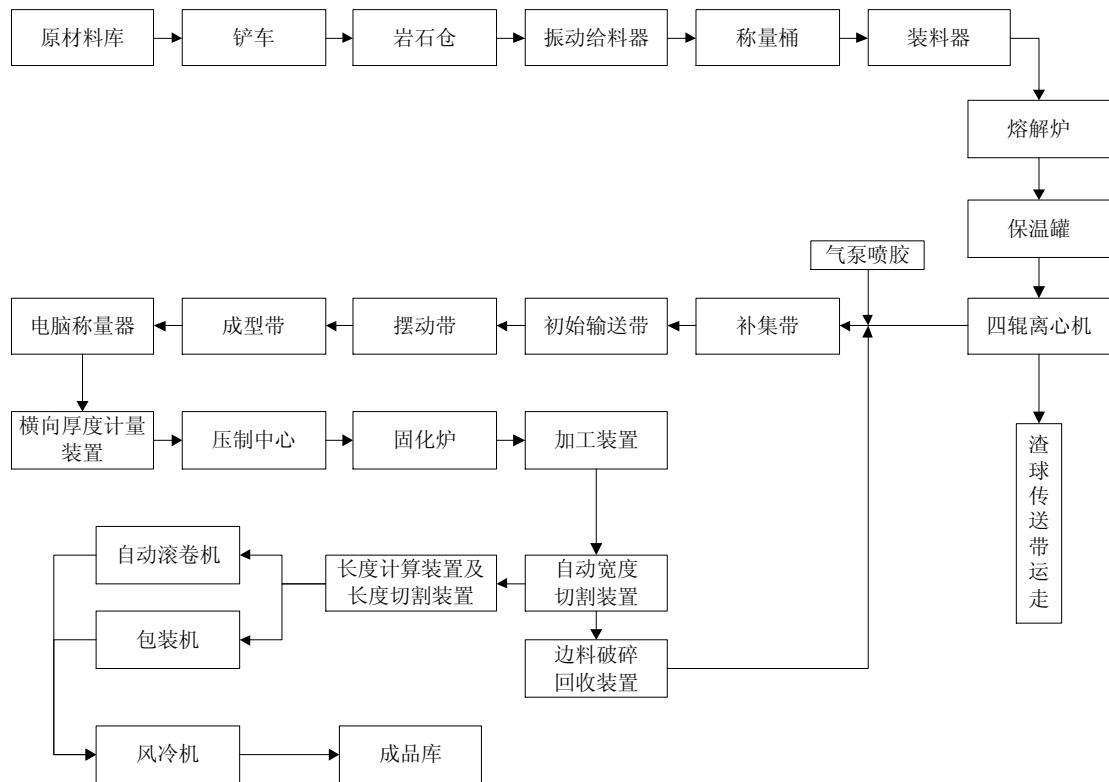 原材料库
铲车
岩石仓
振动给料器
称量桶
装料器
熔解炉
保温罐
气泵喷胶
电脑称量器
成型带
摆动带
初始输送带
补集带
四辊离心机
横向厚度计量
装置
压制中心
固化炉
加工装置
渣球传送带运走
自动滚卷机
长度计算装置及
长度切割装置
自动宽度
切割装置
包装机
边料破碎
回收装置
风冷机
成品库